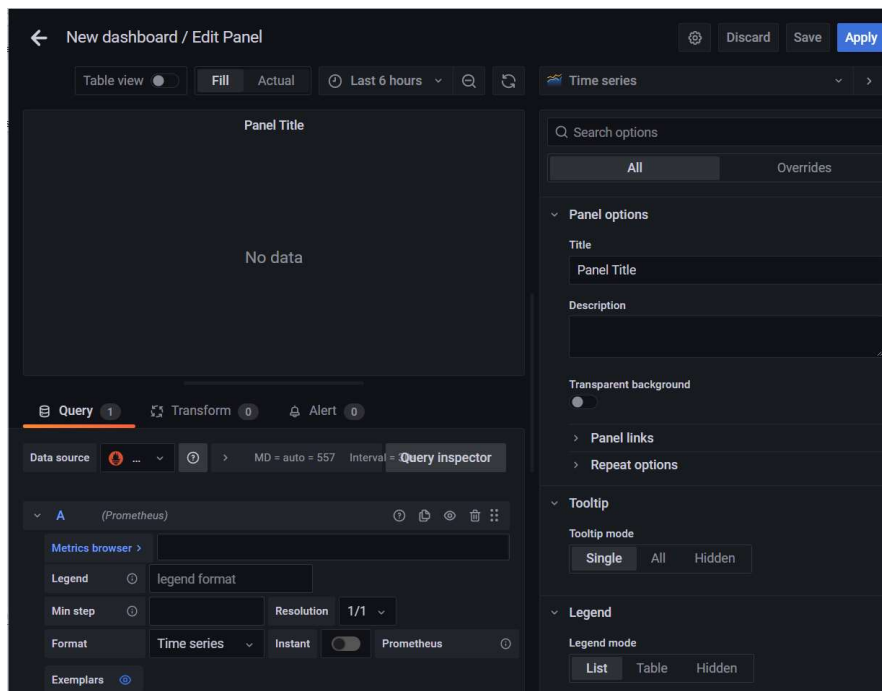 New dashboard / Edit Panel
Discard
Save
Apply
Table view
Fill
Actual
Last 6 hours
Time series
Panel Title
No data
Search options
All
Overrides
Panel options
Title
Panel Title
Description
Transparent background
Panel links
Repeat options
Tooltip
Tooltip mode
Single
All
Hidden
Legend
Legend mode
List
Table
Hidden
Query 1
Transform 0
Alert 0
Data source
...
MD = auto = 557
Interval =
Query inspector
A
(Prometheus)
Metrics browser >
Legend
legend format
Min step
Resolution
1/1
Format
Time series
Instant
Prometheus
Exemplars